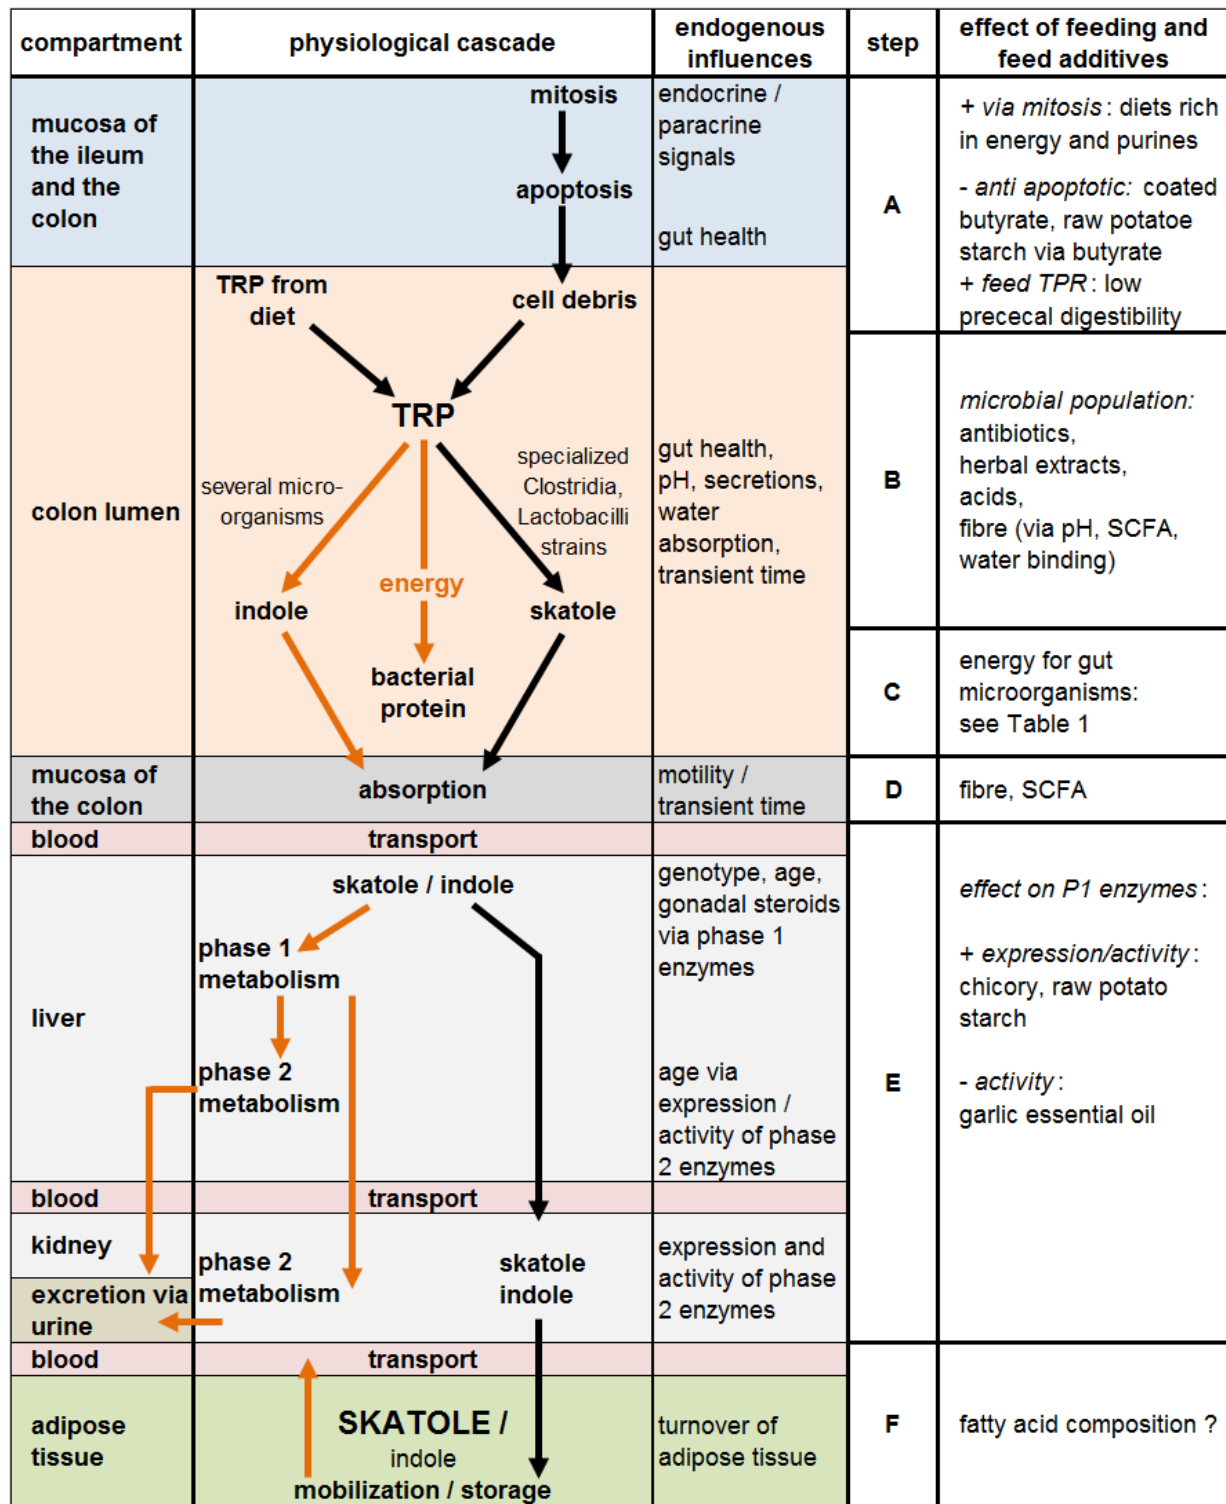 compartment
physiological cascade
endogenous
influences
step
effect of feeding and
feed additives
mucosa of
the ileum
and the
colon
mitosis
apoptosis
endocrine /
paracrine
signals
gut health
A
+ via mitosis: diets rich
in energy and purines
- anti apoptotic: coated
butyrate, raw potatoe
starch via butyrate
+ feed TPR: low
prececal digestibility
colon lumen
TRP from
diet
cell debris
TRP
several micro-
organisms
specialized
Clostridia,
Lactobacilli
strains
energy
indole
skatole
bacterial
protein
gut health,
pH, secretions,
water
absorption,
transient time
B
microbial population:
antibiotics,
herbal extracts,
acids,
fibre (via pH, SCFA,
water binding)
C
energy for gut
microorganisms:
see Table 1
mucosa of
the colon
absorption
motility /
transient time
D
fibre, SCFA
blood
transport
liver
skatole / indole
phase 1
metabolism
phase 2
metabolism
genotype, age,
gonadal steroids
via phase 1
enzymes
age via
expression /
activity of phase
2 enzymes
E
effect on P1 enzymes:
+ expression/activity:
chicory, raw potato
starch
- activity:
garlic essential oil
blood
transport
kidney
excretion via
urine
phase 2
metabolism
skatole
indole
expression and
activity of phase
2 enzymes
blood
transport
adipose
tissue
SKATOLE /
indole
mobilization / storage
turnover of
adipose tissue
F
fatty acid composition ?